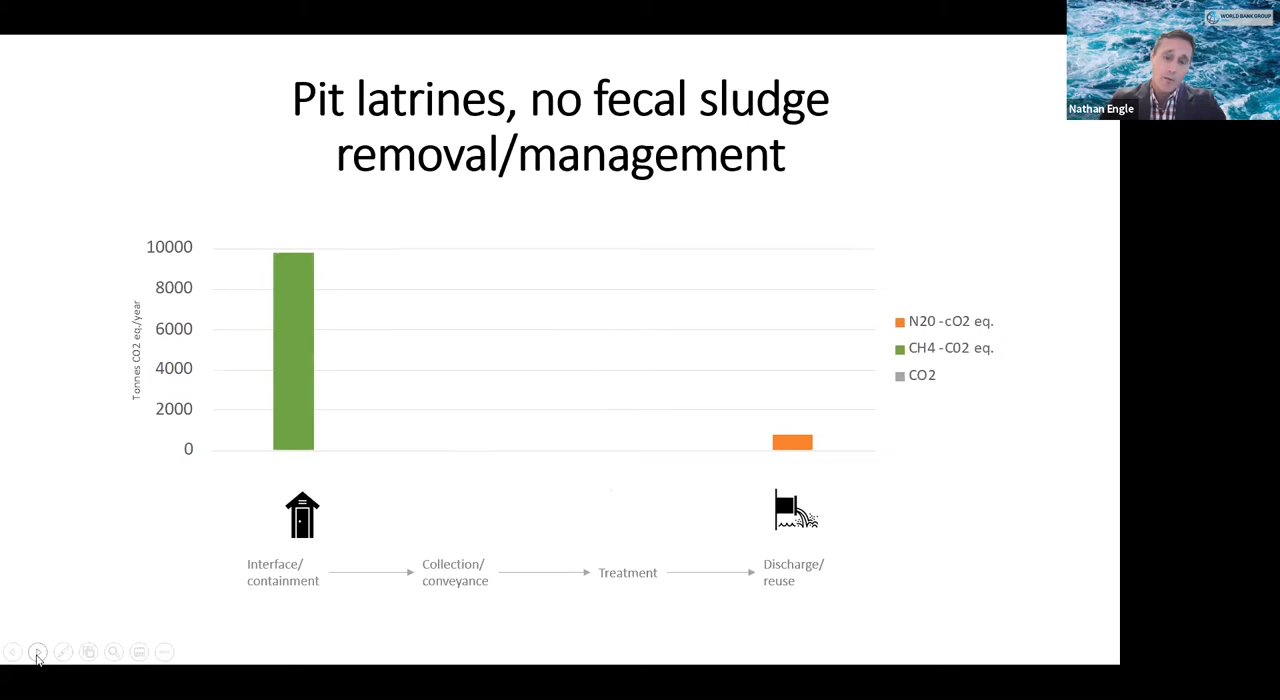 WORLD BANK GROUP
Nathan Engle
Pit latrines, no fecal sludge
removal/management
10000
8000
6000
4000
2000
0
Tonnes CO2 eq./year
N20 -cO2 eq.
CH4 -C02 eq.
CO2
Interface/
containment
Collection/
conveyance
Treatment
Discharge/
reuse